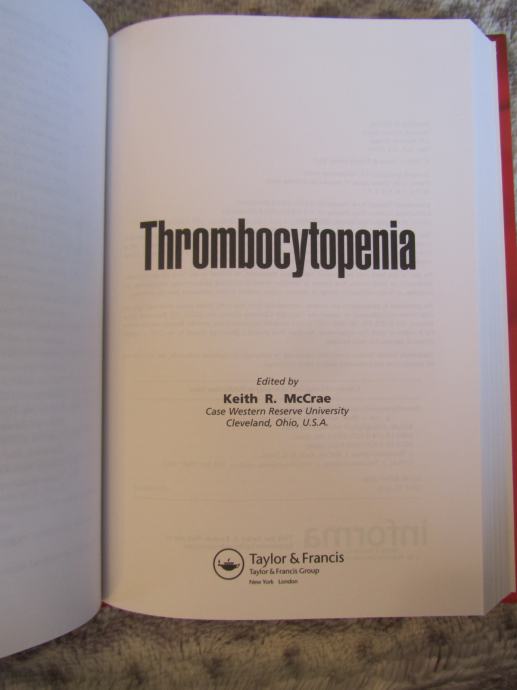 Thrombocytopenia
Edited by
Keith R. McCrae
Case Western Reserve University
Cleveland, Ohio, U.S.A.
Taylor & Francis
Taylor & Francis Group
New York London
informa